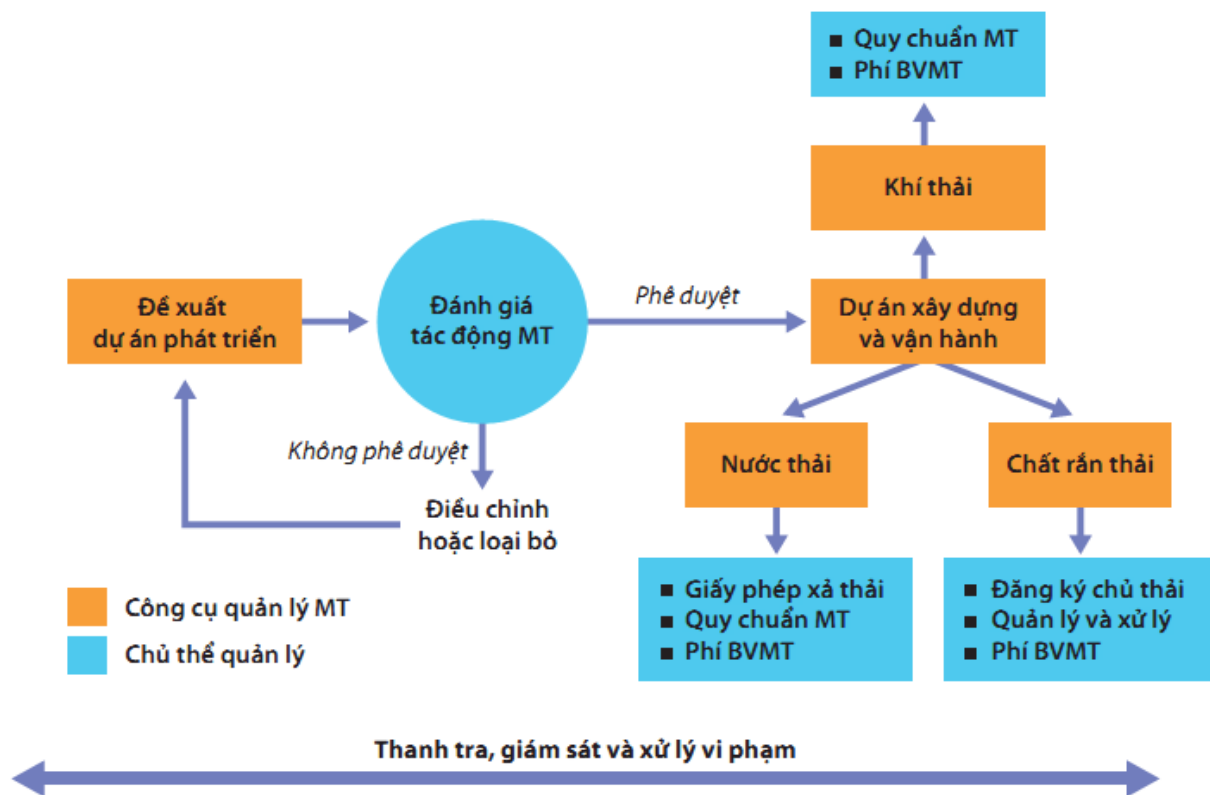 ▪ Quy chuẩn MT
▪ Phí BVMT
Khí thải
Đề xuất
dự án phát triển
Đánh giá
tác động MT
Phê duyệt
Dự án xây dựng
và vận hành
Không phê duyệt
Điều chỉnh
hoặc loại bỏ
Nước thải
Chất rắn thải
▪ Giấy phép xả thải
▪ Quy chuẩn MT
▪ Phí BVMT
▪ Đăng ký chủ thải
▪ Quản lý và xử lý
▪ Phí BVMT
Công cụ quản lý MT
Chủ thể quản lý
Thanh tra, giám sát và xử lý vi phạm